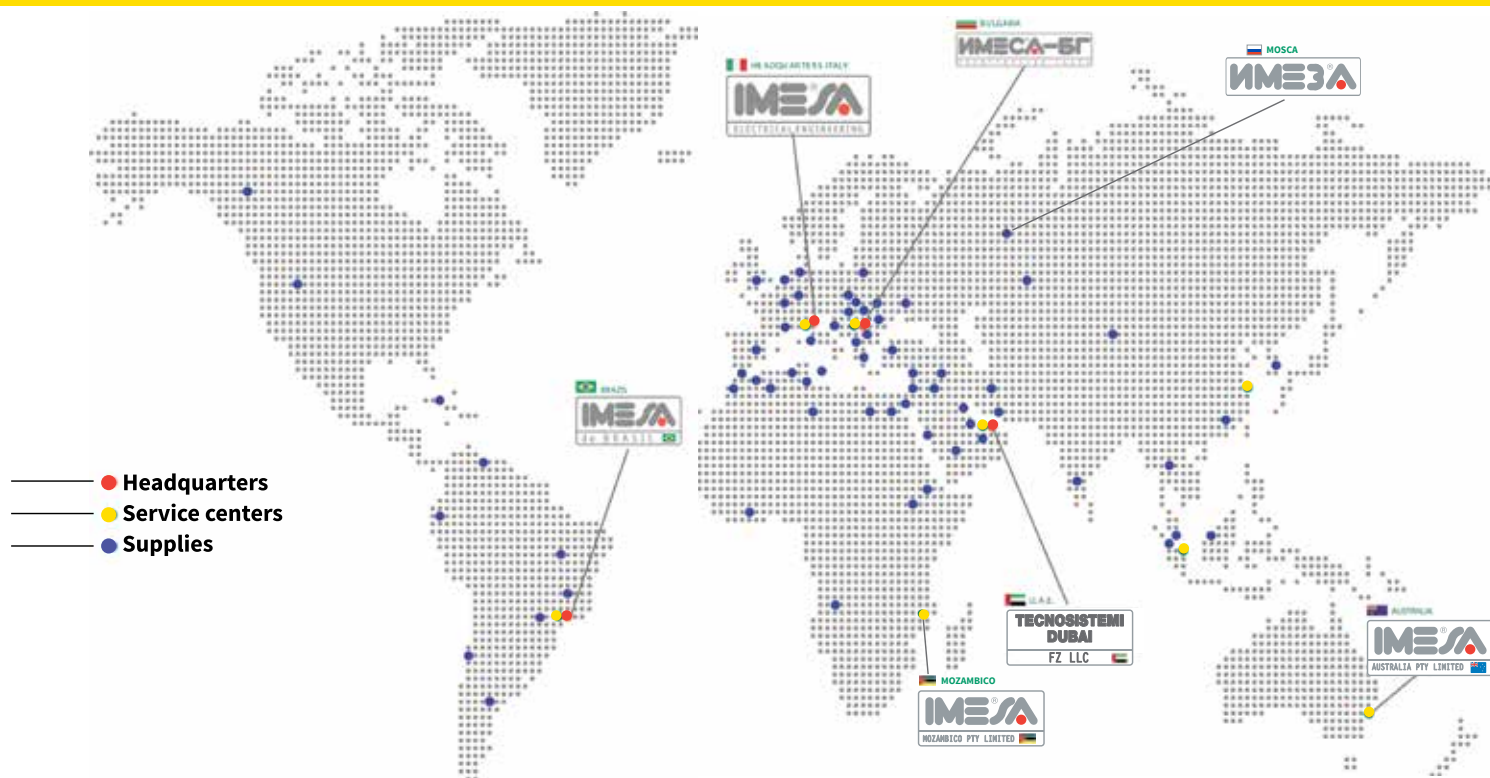 BULGARIA
ИМЕСА-БГ
MOSCA
ИМЕЗА
HEADQUARTERS ITALY
IMESA
ELECTRICAL ENGINEERING
BRAZIL
IMESA
do BRASIL
Headquarters
Service centers
Supplies
U.A.E.
TECNOSISTEMI
DUBAI
FZ LLC
AUSTRALIA
IMESA
AUSTRALIA PTY LIMITED
MOZAMBICO
IMESA
MOZAMBICO PTY LIMITED